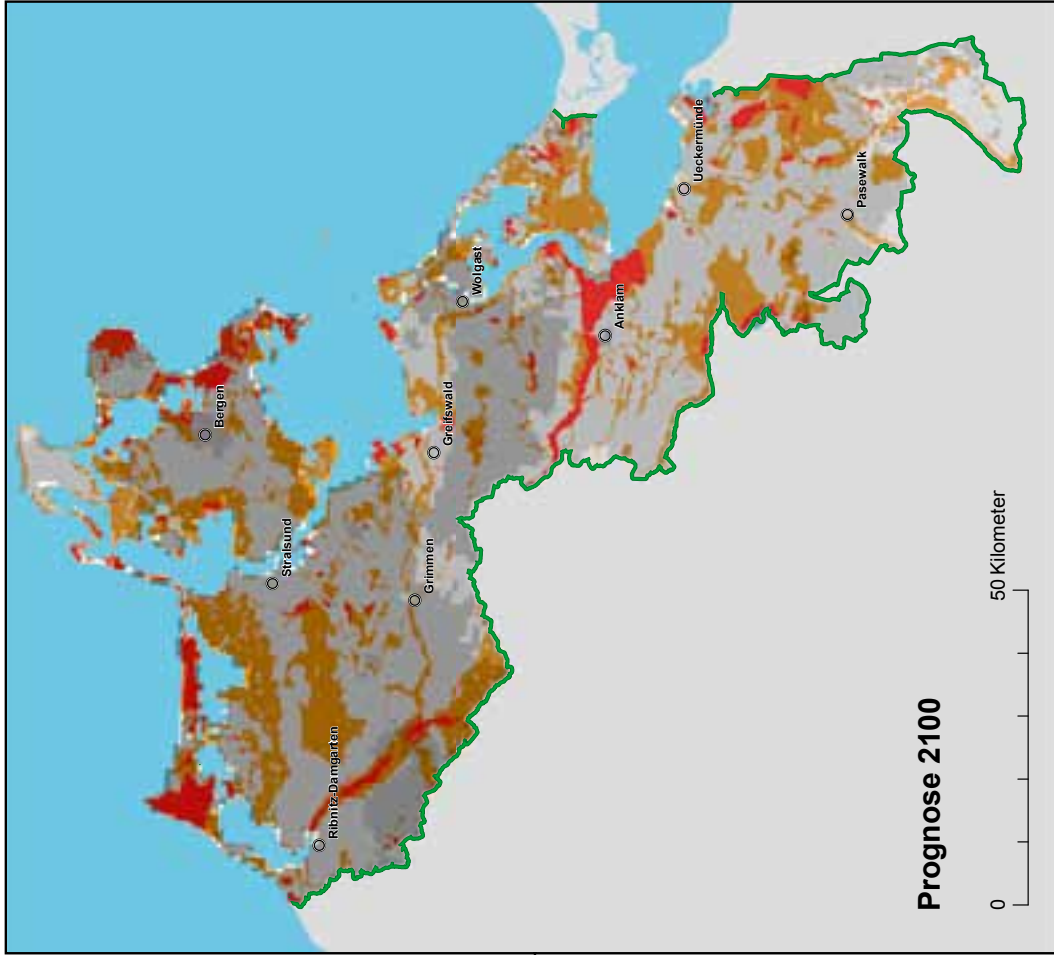 Bergen
Stralsund
Ribnitz-Damgarten
Grimmen
Greifswald
Wolgast
Anklam
Ueckermünde
Pasewalk
Prognose 2100
0
50 Kilometer